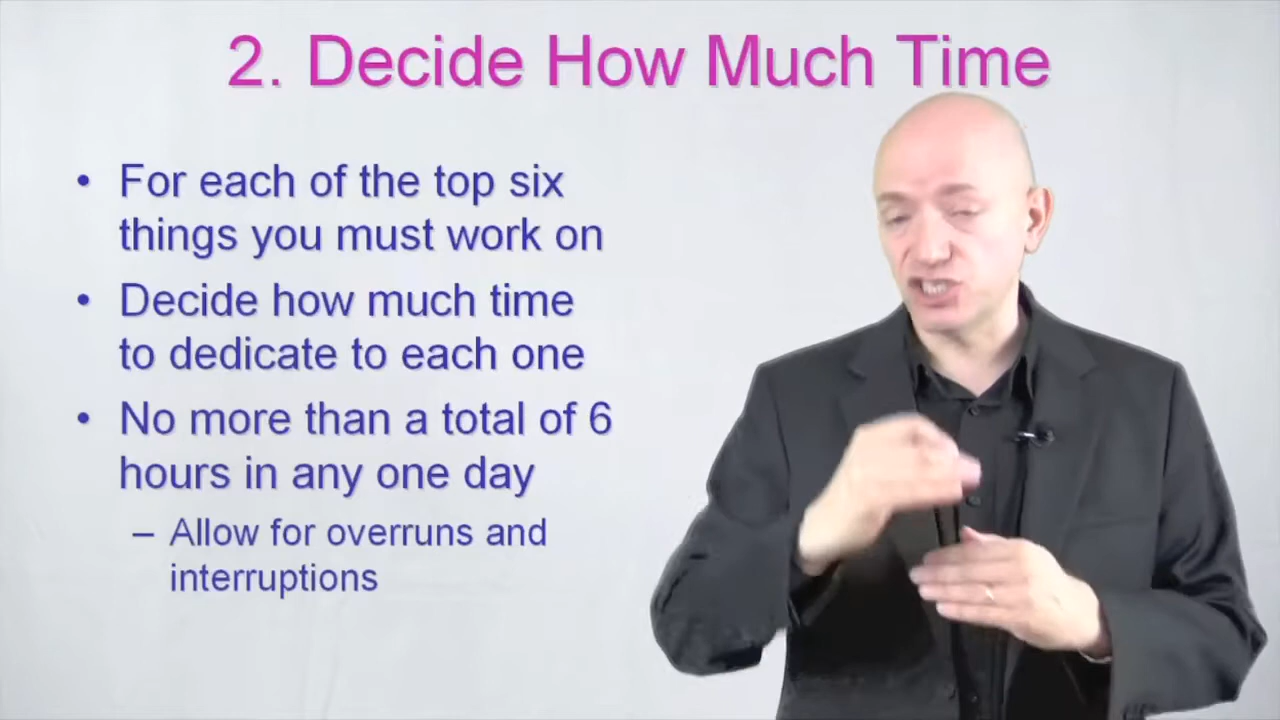 2. Decide How Much Time
• For each of the top six
things you must work on
• Decide how much time
to dedicate to each one
• No more than a total of 6
hours in any one day
– Allow for overruns and
interruptions